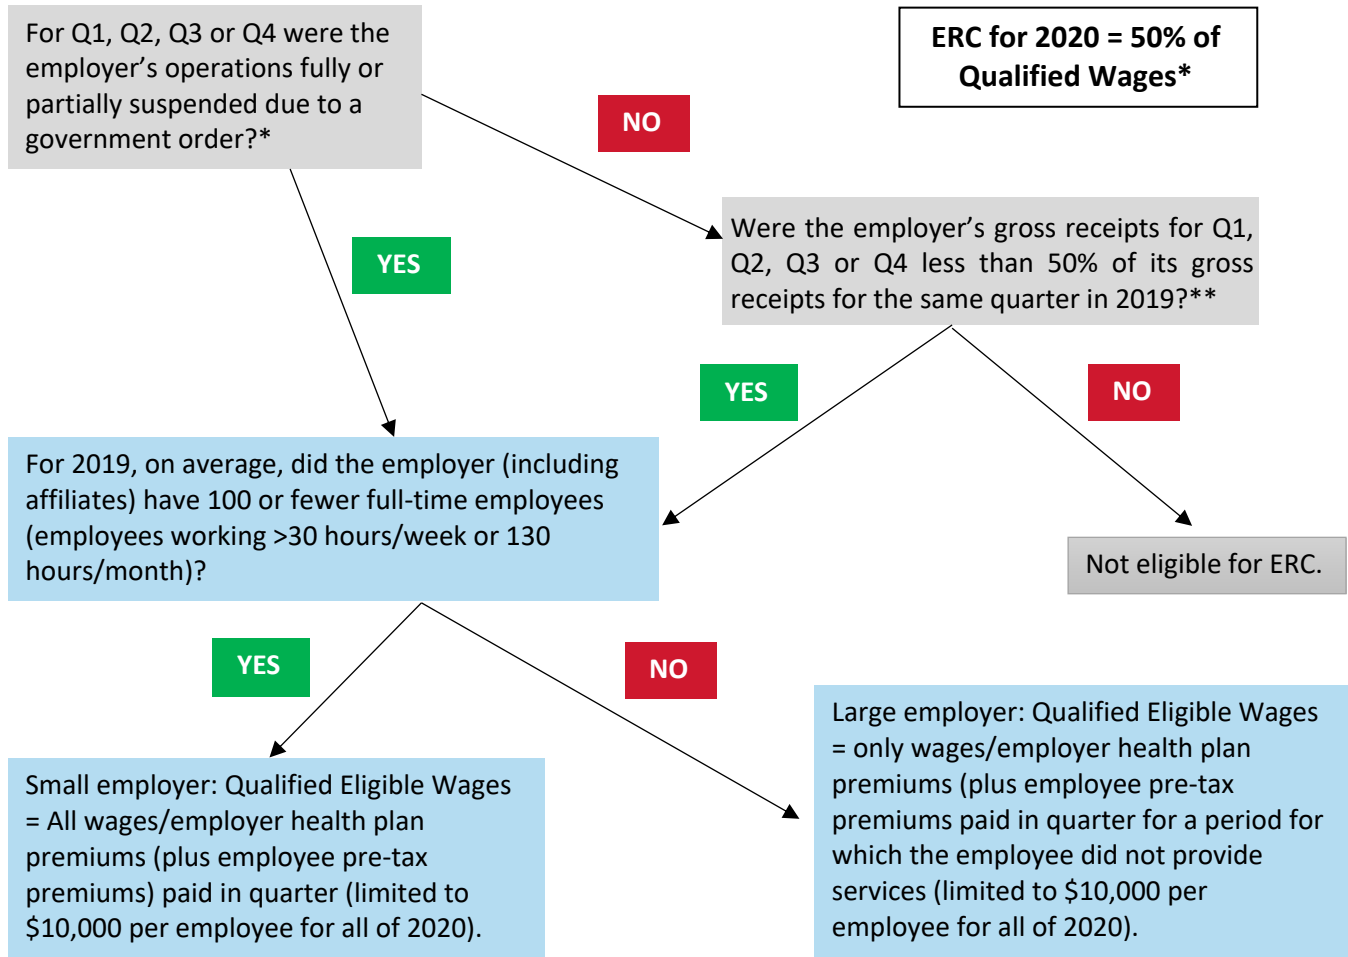 For Q1, Q2, Q3 or Q4 were the
employer’s operations fully or
partially suspended due to a
government order?*
ERC for 2020 = 50% of
Qualified Wages*
NO
YES
Were the employer’s gross receipts for Q1,
Q2, Q3 or Q4 less than 50% of its gross
receipts for the same quarter in 2019?**
YES
NO
For 2019, on average, did the employer (including
affiliates) have 100 or fewer full-time employees
(employees working >30 hours/week or 130
hours/month)?
Not eligible for ERC.
YES
NO
Small employer: Qualified Eligible Wages
= All wages/employer health plan
premiums (plus employee pre-tax
premiums) paid in quarter (limited to
$10,000 per employee for all of 2020).
Large employer: Qualified Eligible Wages
= only wages/employer health plan
premiums (plus employee pre-tax
premiums paid in quarter for a period for
which the employee did not provide
services (limited to $10,000 per
employee for all of 2020).